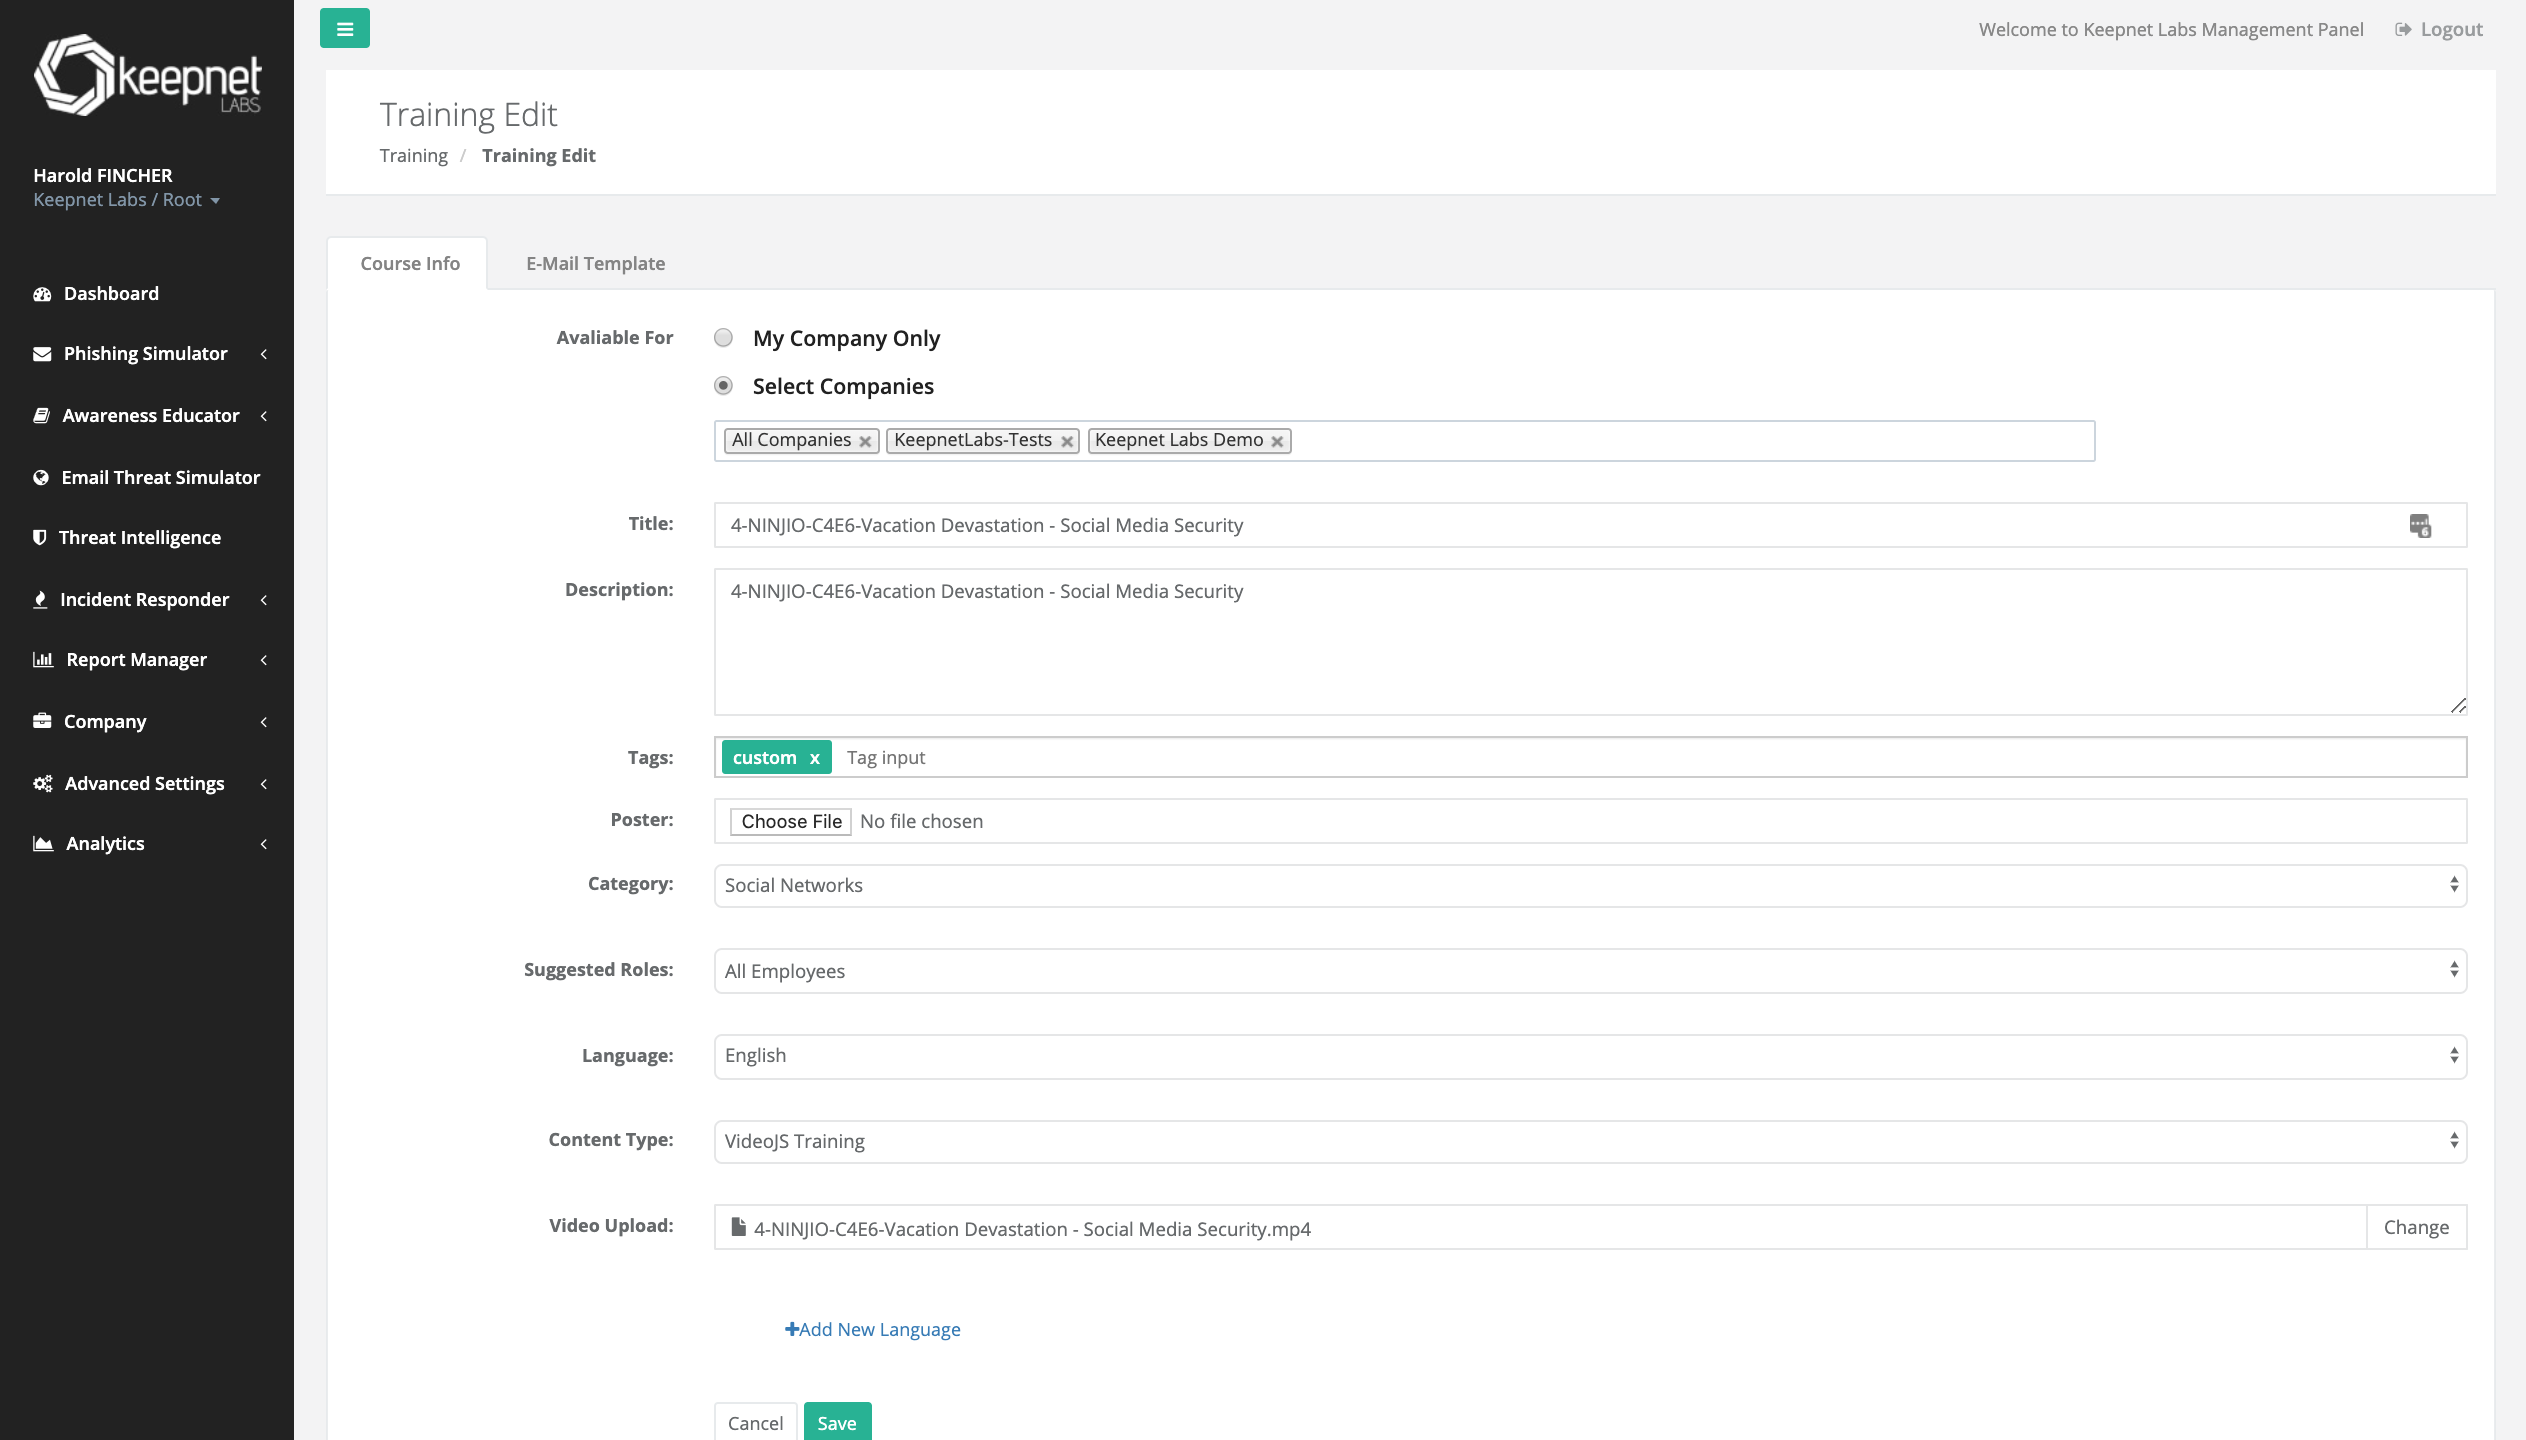 Welcome to Keepnet Labs Management Panel
Logout
keepnet
LABS
Harold FINCHER
Keepnet Labs / Root
Dashboard
Phishing Simulator
Awareness Educator
Email Threat Simulator
Threat Intelligence
Incident Responder
Report Manager
Company
Advanced Settings
Analytics
Training Edit
Training / Training Edit
Course Info
E-Mail Template
Avaliable For
My Company Only
Select Companies
All Companies × KeepnetLabs-Tests × Keepnet Labs Demo ×
Title: 4-NINJIO-C4E6-Vacation Devastation - Social Media Security
Description: 4-NINJIO-C4E6-Vacation Devastation - Social Media Security
Tags: custom x Tag input
Poster: Choose File No file chosen
Category: Social Networks
Suggested Roles: All Employees
Language: English
Content Type: VideoJS Training
Video Upload: 4-NINJIO-C4E6-Vacation Devastation - Social Media Security.mp4 Change
+Add New Language
Cancel Save